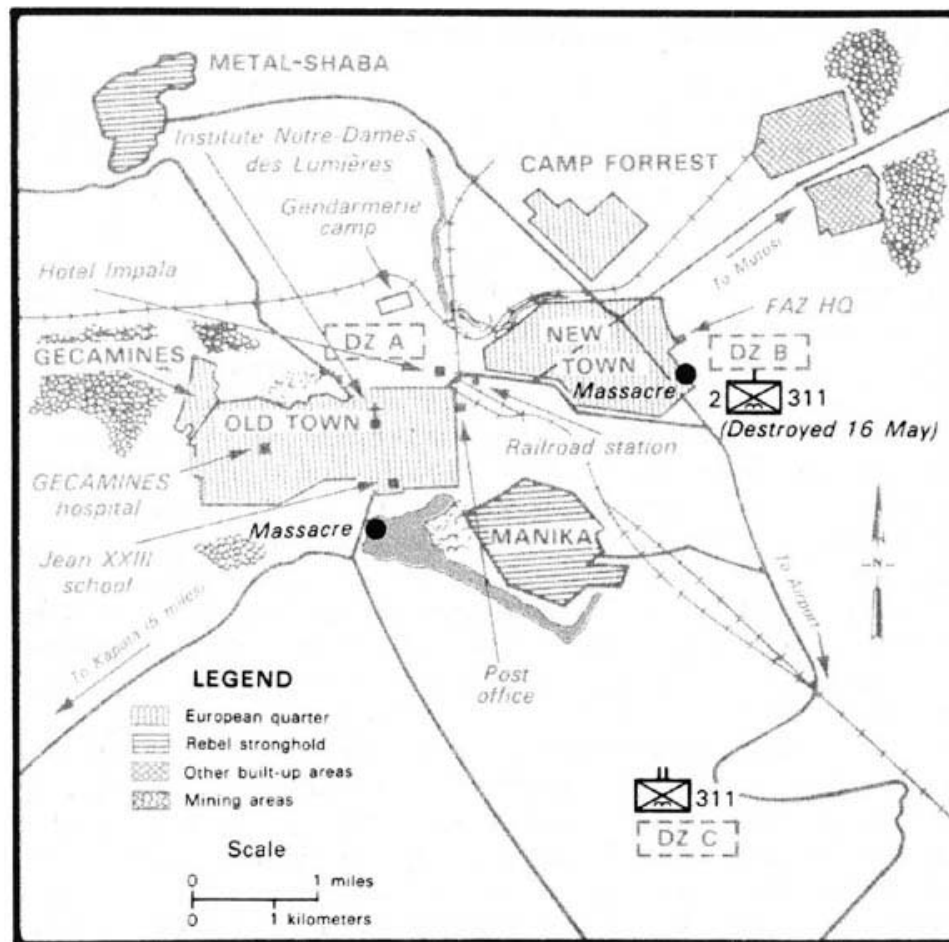 METAL-SHABA
Institute Notre-Dames
des Lumières
Gendarmerie
camp
CAMP FORREST
Hotel Impala
To Mutosi
FAZ HQ
GECAMINES
DZ A
NEW
TOWN
DZ B
Massacre
2 311
(Destroyed 16 May)
OLD TOWN
Railroad station
GECAMINES
hospital
Massacre
MANIKA
Jean XXIII
school
N
To Airport
To Kapata (5 miles)
Post
office
LEGEND
European quarter
Rebel stronghold
Other built-up areas
Mining areas
311
DZ C
Scale
0 1 miles
0 1 kilometers